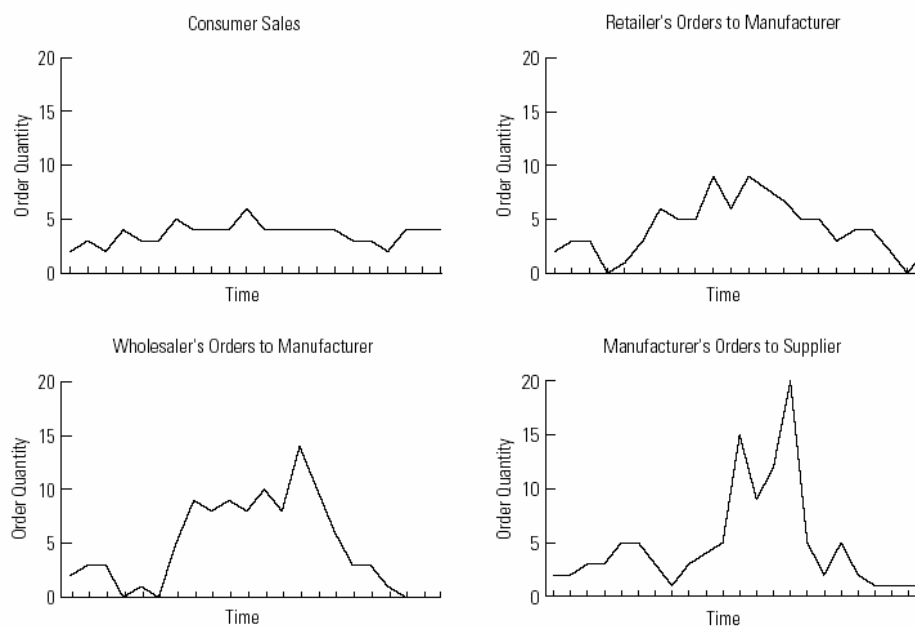 Consumer Sales
20
15
10
5
0
Order Quantity
Time
Retailer's Orders to Manufacturer
20
15
10
5
0
Order Quantity
Time
Wholesaler's Orders to Manufacturer
20
15
10
5
0
Order Quantity
Time
Manufacturer's Orders to Supplier
20
15
10
5
0
Order Quantity
Time